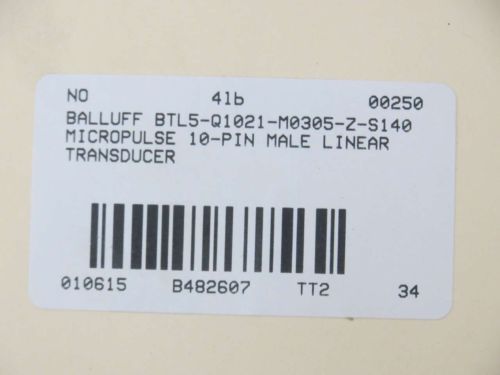 NO 4lb 00250
BALLUFF BTL5-Q1021-M0305-Z-S140
MICROPULSE 10-PIN MALE LINEAR
TRANSDUCER
010615 B482607 TT2 34